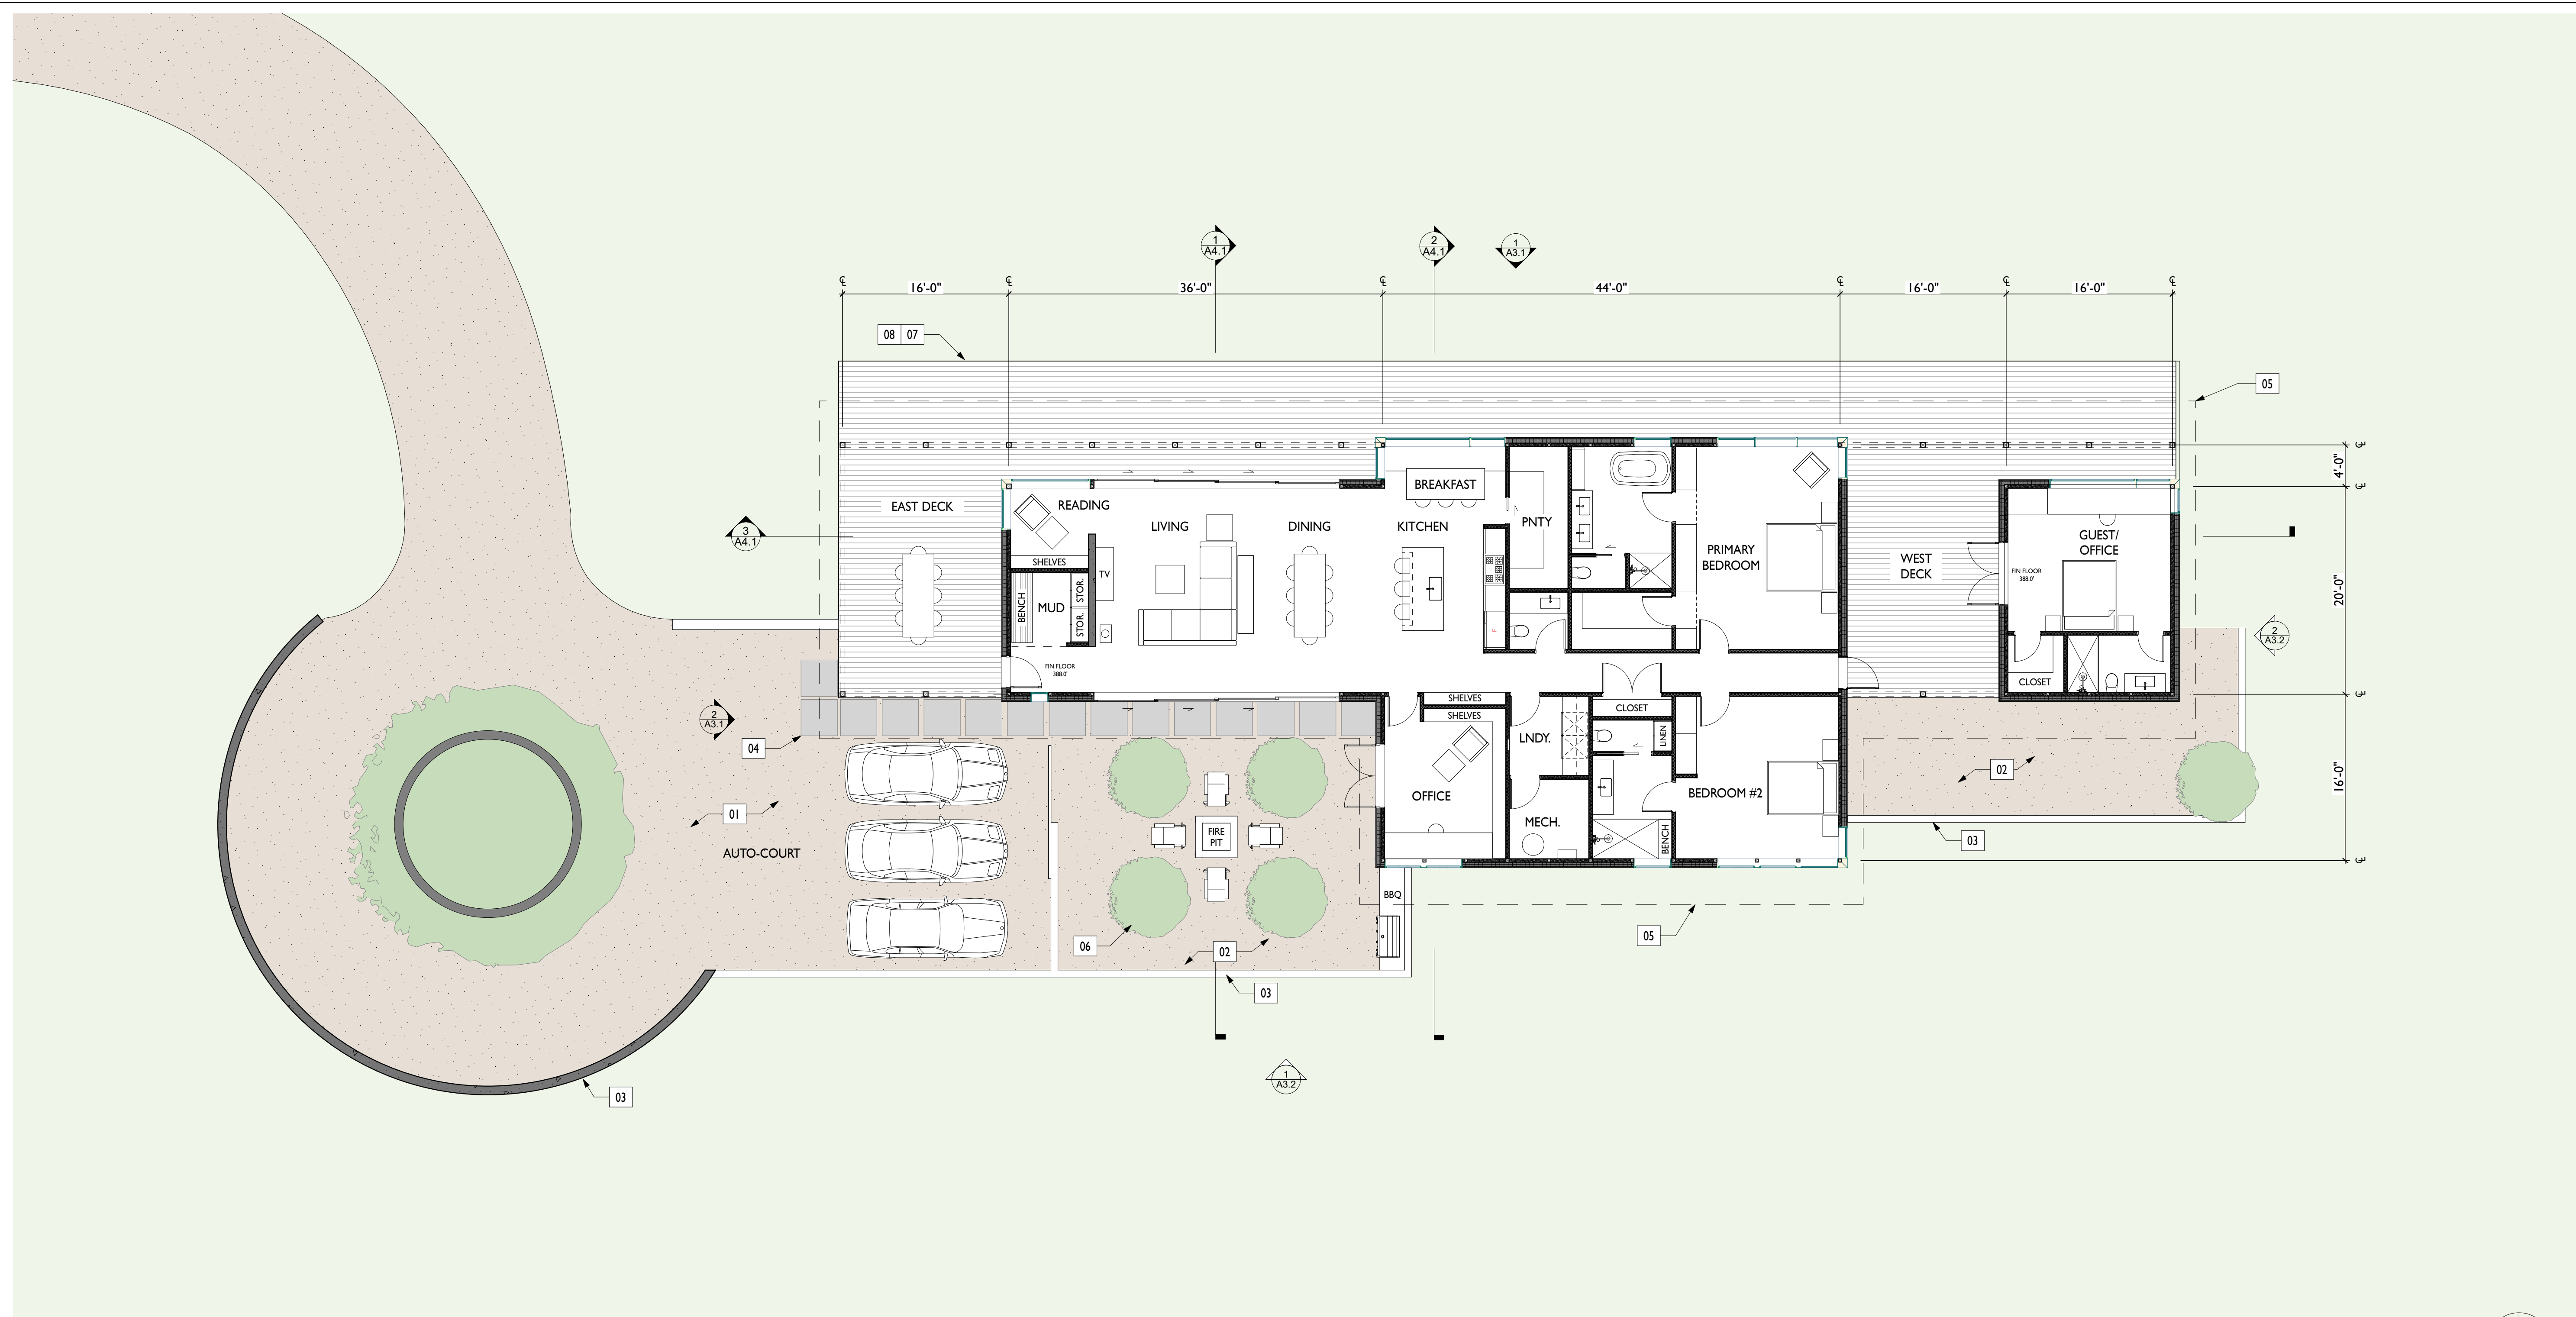 1
A4.1
2
A4.1
1
A3.1
℄ ℄ ℄ ℄ ℄ ℄
16'-0" 36'-0" 44'-0" 16'-0" 16'-0"
08 07
05
℄
4'-0"
℄
20'-0"
℄
16'-0"
℄
3
A4.1
EAST DECK
READING
SHELVES
BENCH
MUD
STOR.
STOR.
TV
LIVING
DINING
BREAKFAST
KITCHEN
F
PNTY
PRIMARY
BEDROOM
WEST
DECK
GUEST/
OFFICE
FIN FLOOR
388.0'
CLOSET
2
A3.2
FIN FLOOR
388.0'
2
A3.1
04
SHELVES
SHELVES
OFFICE
LNDY.
MECH.
CLOSET
LINEN
BENCH
BEDROOM #2
02
03
01
AUTO-COURT
FIRE
PIT
BBQ
06
02
05
03
1
A3.2
03